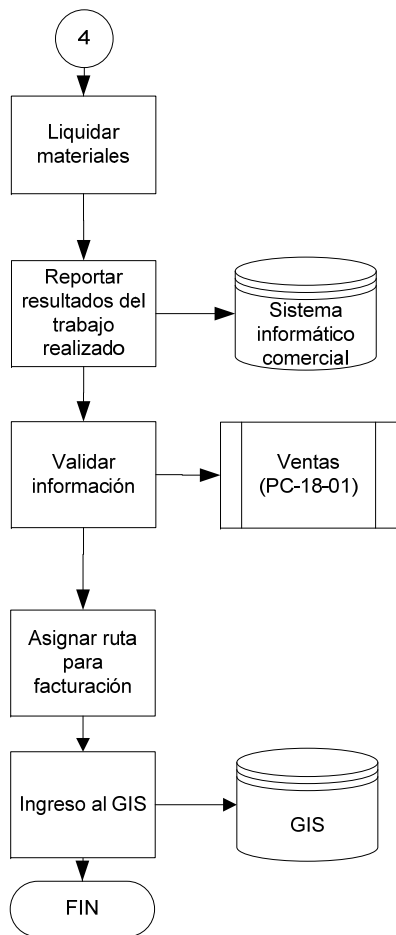 4
Liquidar
materiales
Reportar
resultados del
trabajo
realizado
Sistema
informático
comercial
Validar
información
Ventas
(PC-18-01)
Asignar ruta
para
facturación
Ingreso al GIS
GIS
FIN